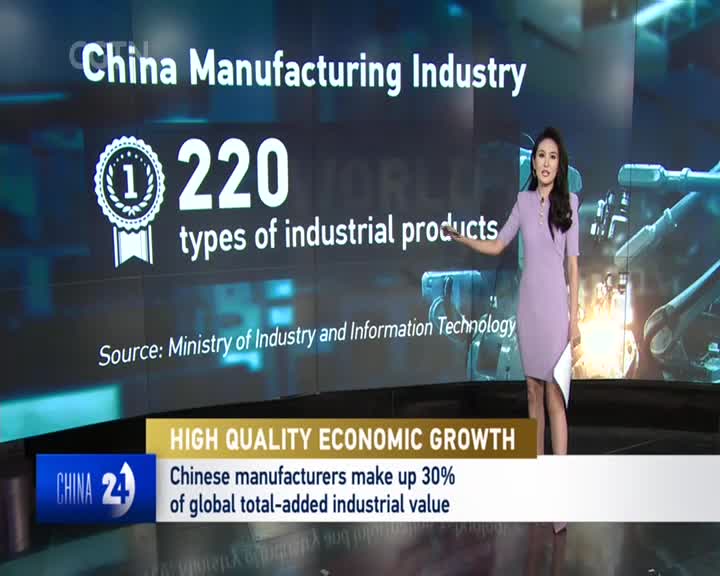 CGTN
China Manufacturing Industry
1
220
types of industrial products
Source: Ministry of Industry and Information Technology
HIGH QUALITY ECONOMIC GROWTH
CHINA 24
Chinese manufacturers make up 30%
of global total-added industrial value